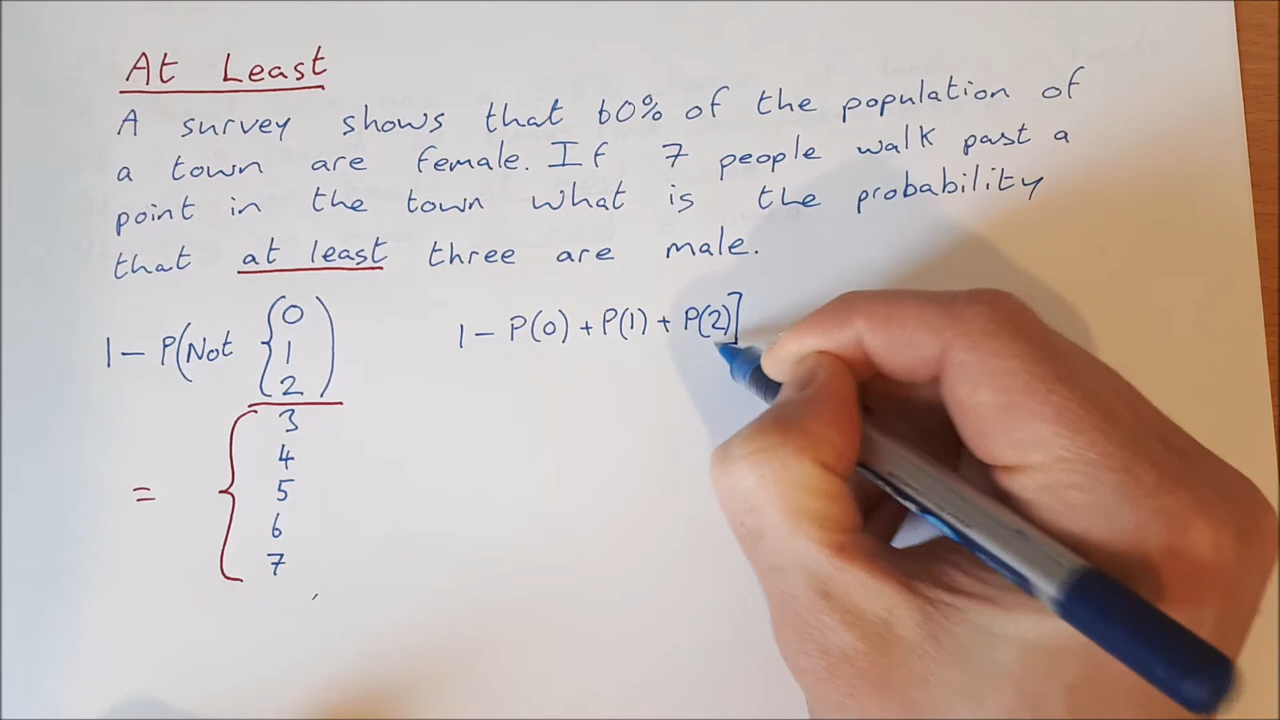 At Least
A survey shows that 60% of the population of
a town are female. If 7 people walk past a
point in the town what is the probability
that at least three are male.
1 - P(Not {0
1
2)
1 - P(0) + P(1) + P(2)]
= { 3
4
5
6
7